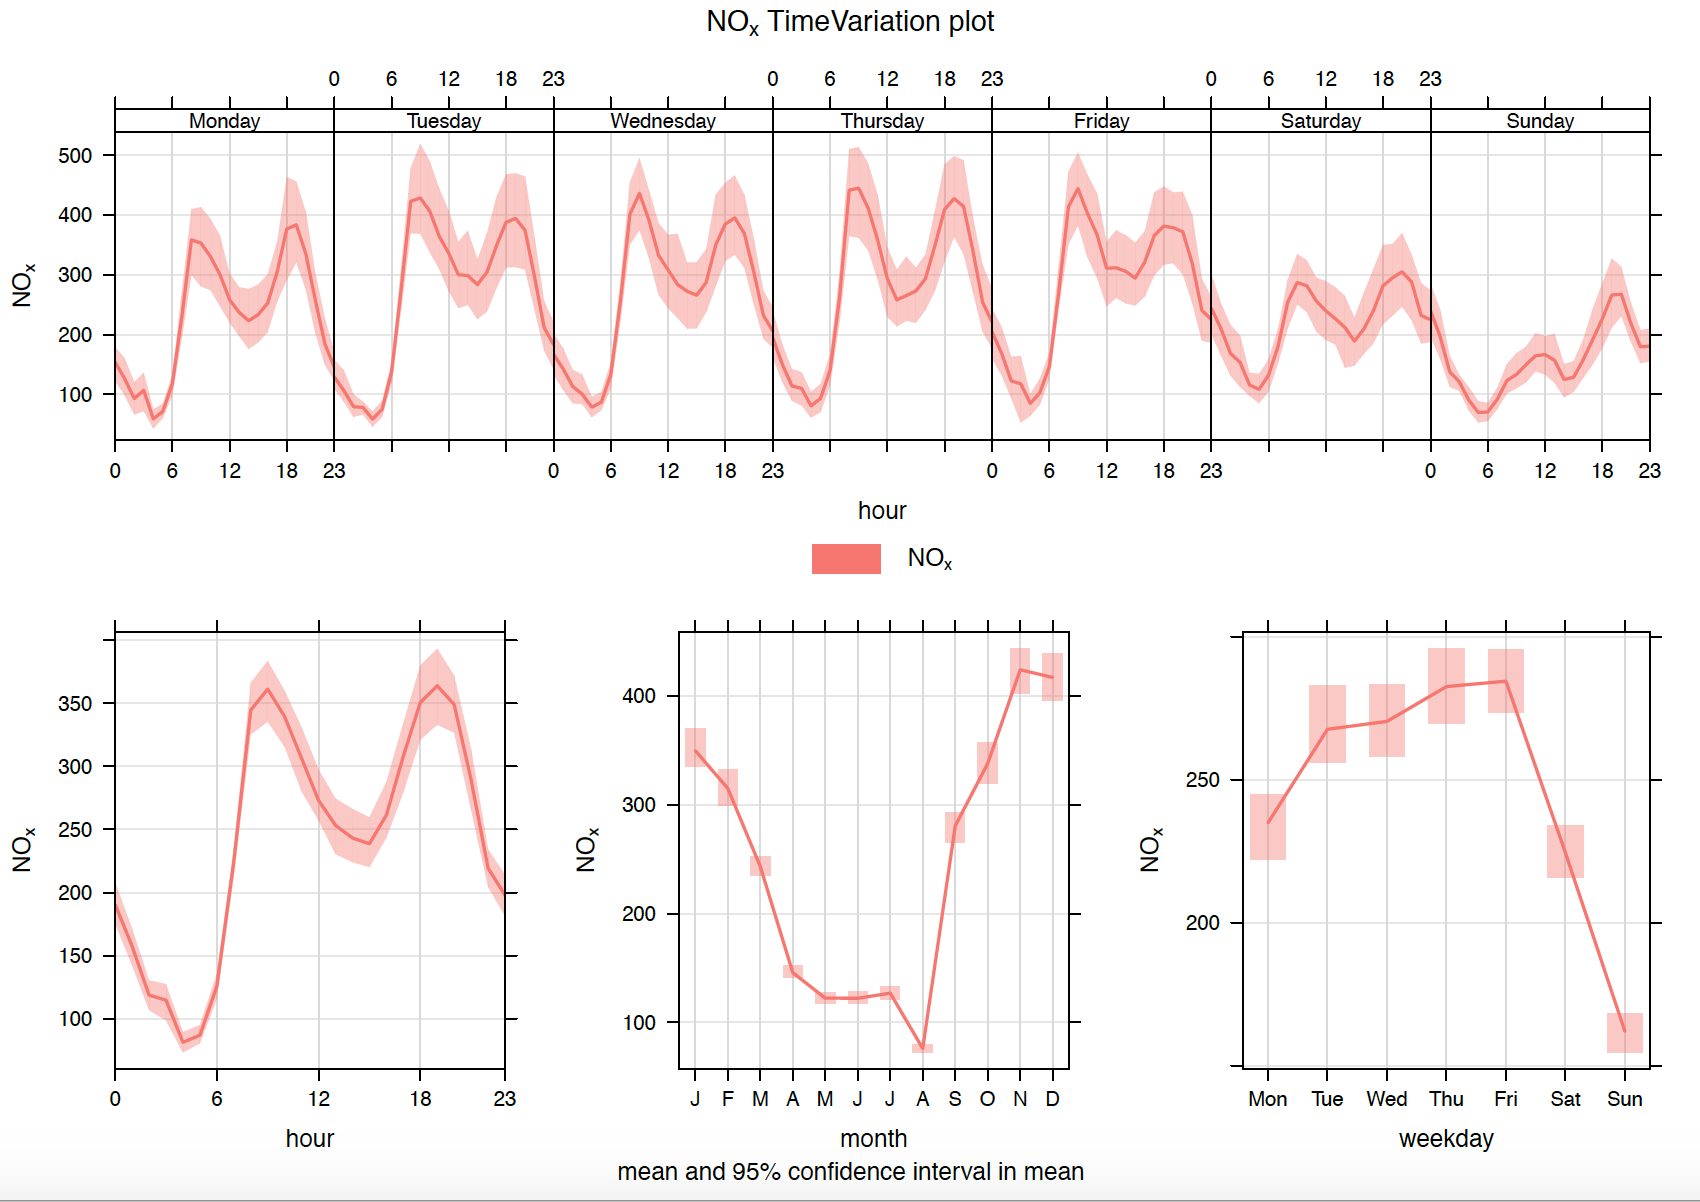 NOx TimeVariation plot
0 6 12 18 23 0 6 12 18 23 0 6 12 18 23
Monday Tuesday Wednesday Thursday Friday Saturday Sunday
500
400
300
200
100
NOx
0 6 12 18 23 0 6 12 18 23 0 6 12 18 23 0 6 12 18 23
hour
NOx
350
300
250
200
150
100
NOx
0 6 12 18 23
hour
400
300
200
100
NOx
J F M A M J J A S O N D
month
250
200
NOx
Mon Tue Wed Thu Fri Sat Sun
weekday
mean and 95% confidence interval in mean